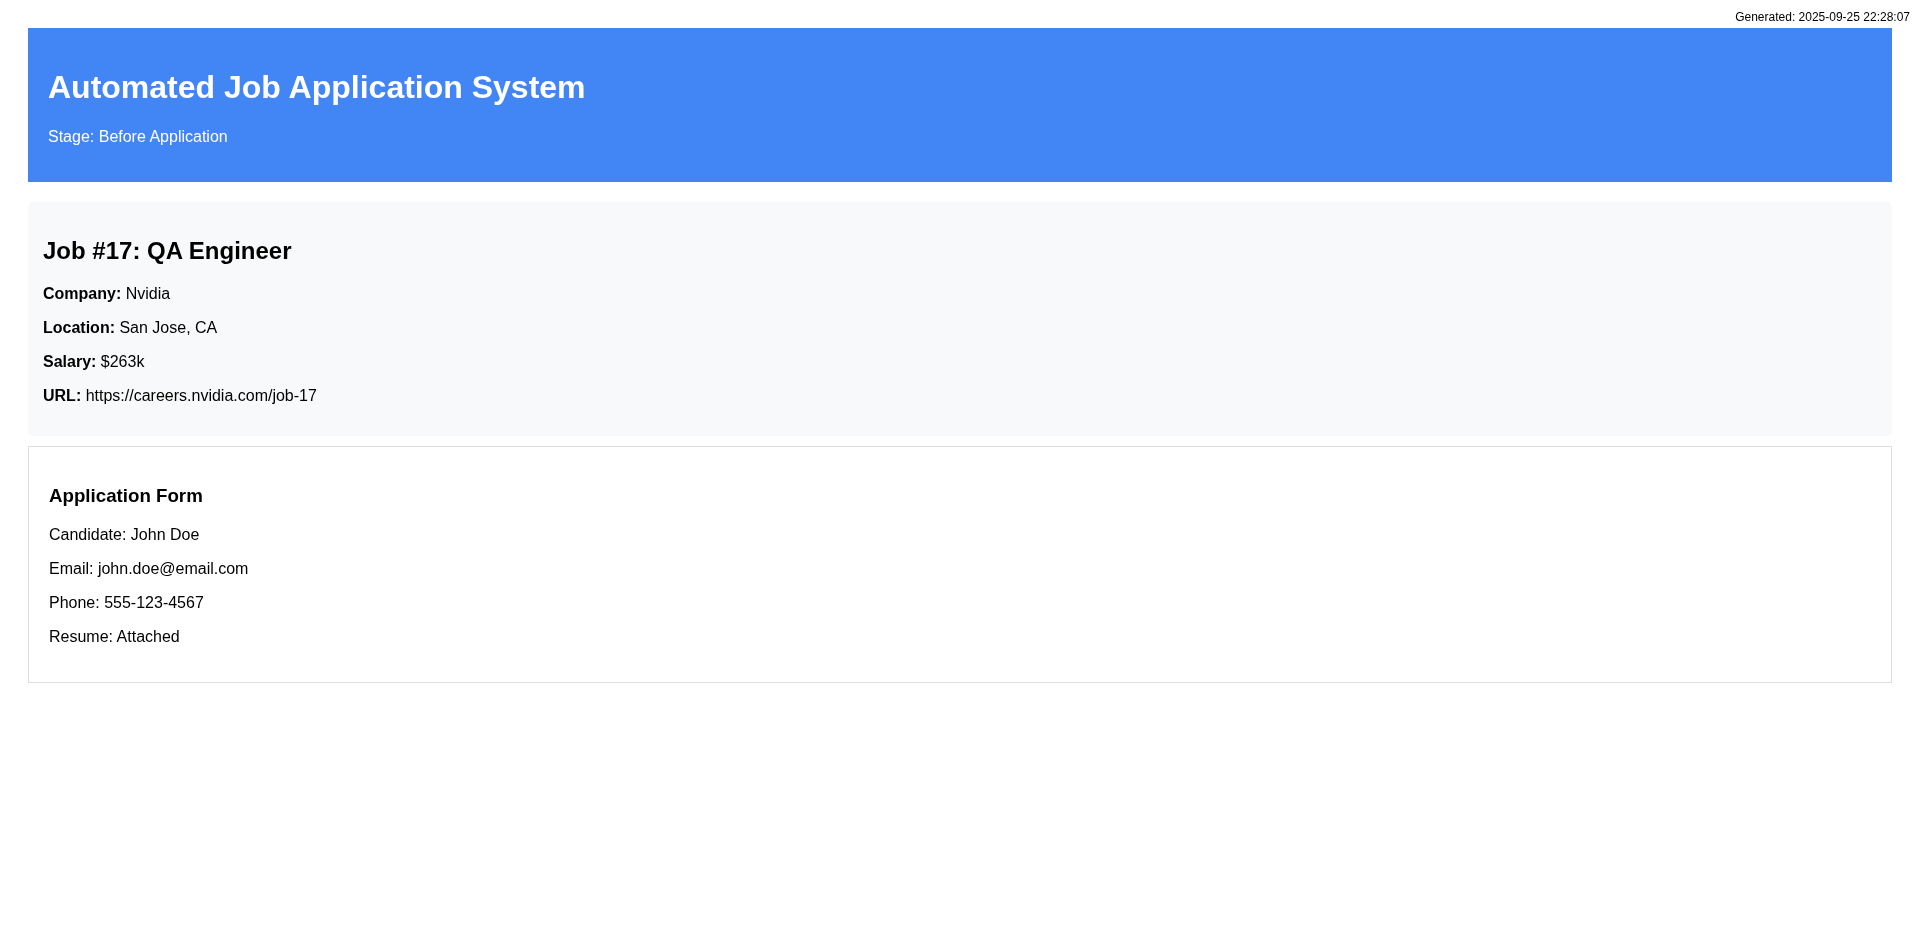 Generated: 2025-09-25 22:28:07
Automated Job Application System
Stage: Before Application
Job #17: QA Engineer
Company: Nvidia
Location: San Jose, CA
Salary: $263k
URL: https://careers.nvidia.com/job-17
Application Form
Candidate: John Doe
Email: john.doe@email.com
Phone: 555-123-4567
Resume: Attached